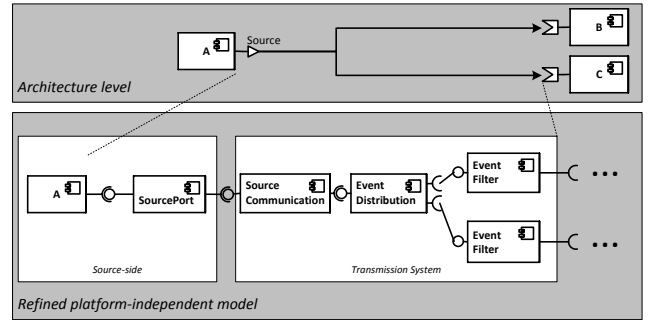 Source
A
B
C
Architecture level
A
SourcePort
Source
Communication
Event
Distribution
Event
Filter
Event
Filter
...
...
Source-side
Transmission System
Refined platform-independent model